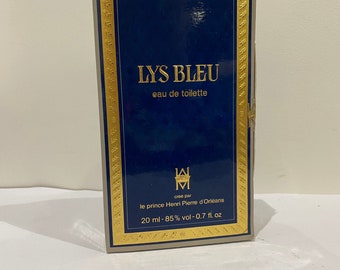 LYS BLEU
eau de toilette
créé par
le prince Henri Pierre d'Orléans
20 ml - 85% vol - 0.7 fl. oz